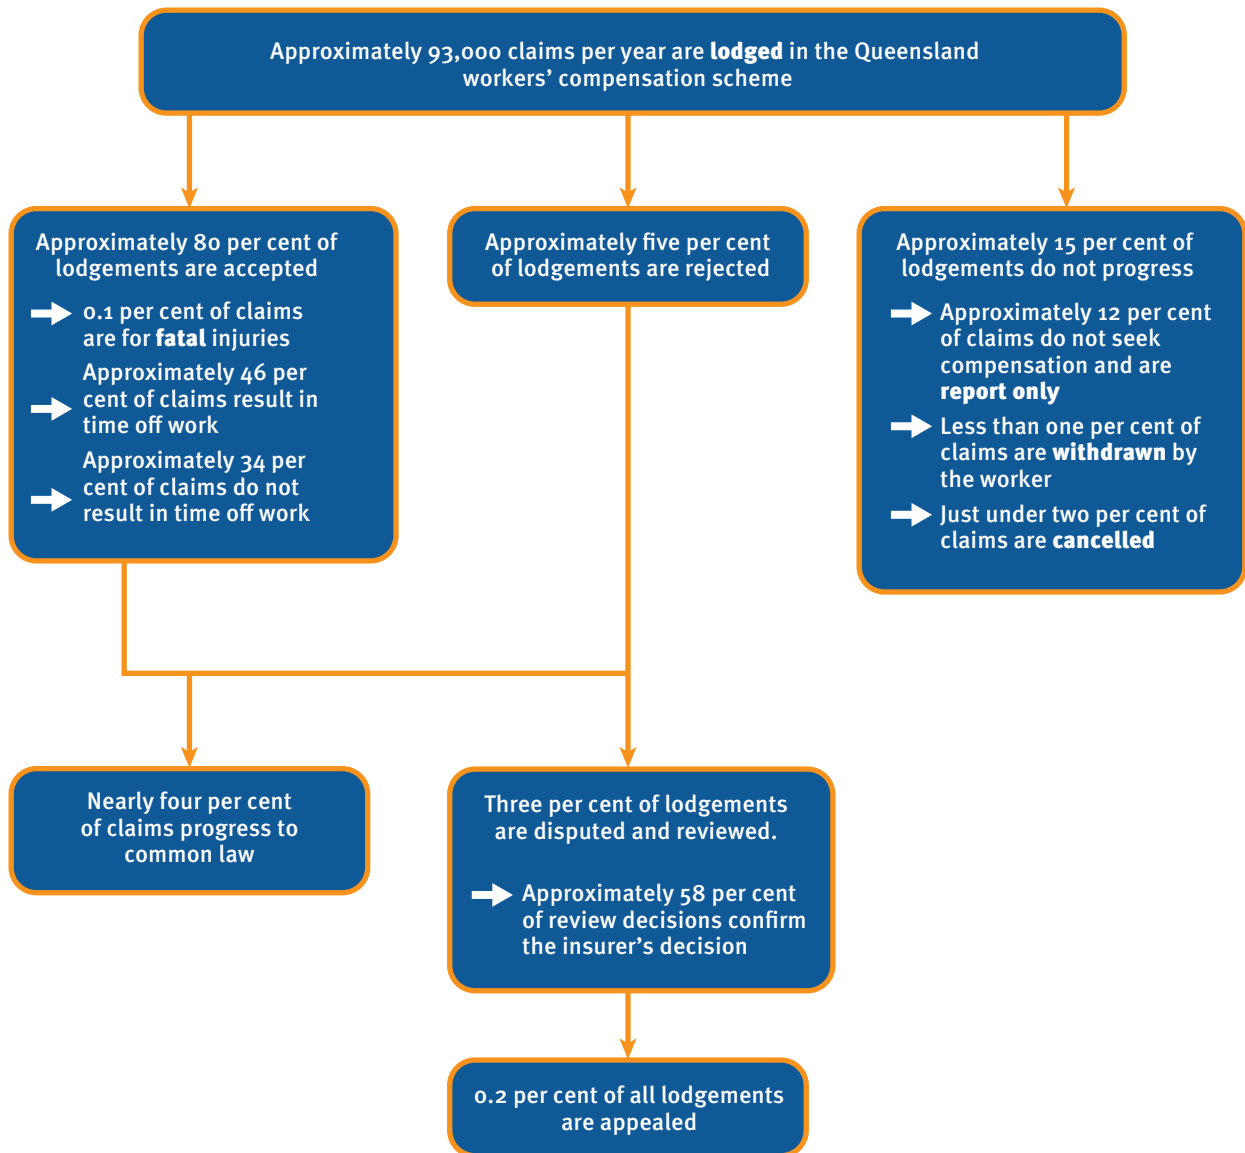 Approximately 93,000 claims per year are lodged in the Queensland
workers’ compensation scheme
Approximately 80 per cent of
lodgements are accepted
0.1 per cent of claims
are for fatal injuries
Approximately 46 per
cent of claims result in
time off work
Approximately 34 per
cent of claims do not
result in time off work
Approximately five per cent
of lodgements are rejected
Approximately 15 per cent of
lodgements do not progress
Approximately 12 per cent
of claims do not seek
compensation and are
report only
Less than one per cent of
claims are withdrawn by
the worker
Just under two per cent of
claims are cancelled
Nearly four per cent
of claims progress to
common law
Three per cent of lodgements
are disputed and reviewed.
Approximately 58 per cent
of review decisions confirm
the insurer’s decision
0.2 per cent of all lodgements
are appealed